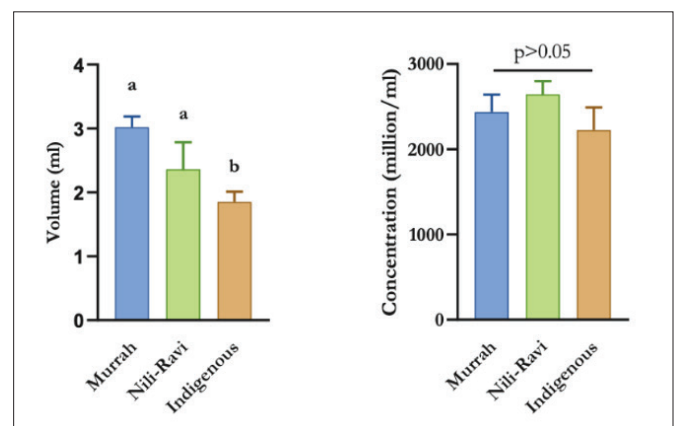 Volume (ml)
4
3
2
1
0
a
a
b
Murrah
Nili-Ravi
Indigenous
Concentration (million/ml)
3000
2000
1000
0
p>0.05
Murrah
Nili-Ravi
Indigenous